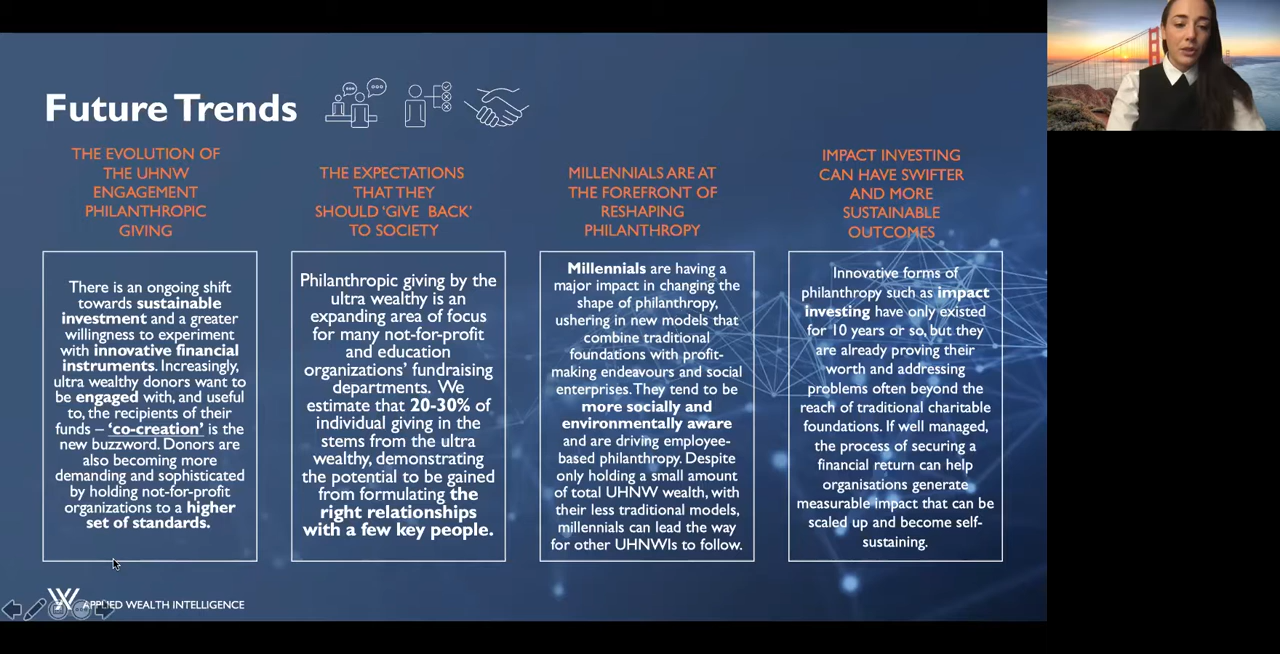 Future Trends
THE EVOLUTION OF
THE UHNW
ENGAGEMENT
PHILANTHROPIC
GIVING
There is an ongoing shift
towards sustainable
investment and a greater
willingness to experiment
with innovative financial
instruments. Increasingly,
ultra wealthy donors want to
be engaged with, and useful
to, the recipients of their
funds – ‘co-creation’ is the
new buzzword. Donors are
also becoming more
demanding and sophisticated
by holding not-for-profit
organizations to a higher
set of standards.
THE EXPECTATIONS
THAT THEY
SHOULD ‘GIVE BACK’
TO SOCIETY
Philanthropic giving by the
ultra wealthy is an
expanding area of focus
for many not-for-profit
and education
organizations’ fundraising
departments. We
estimate that 20-30% of
individual giving in the
stems from the ultra
wealthy, demonstrating
the potential to be gained
from formulating the
right relationships
with a few key people.
MILLENNIALS ARE AT
THE FOREFRONT OF
RESHAPING
PHILANTHROPY
Millennials are having a
major impact in changing the
shape of philanthropy,
ushering in new models that
combine traditional
foundations with profit-
making endeavours and social
enterprises. They tend to be
more socially and
environmentally aware
and are driving employee-
based philanthropy. Despite
only holding a small amount
of total UHNW wealth, with
their less traditional models,
millennials can lead the way
for other UHNWIs to follow.
IMPACT INVESTING
CAN HAVE SWIFTER
AND MORE
SUSTAINABLE
OUTCOMES
Innovative forms of
philanthropy such as impact
investing have only existed
for 10 years or so, but they
are already proving their
worth and addressing
problems often beyond the
reach of traditional charitable
foundations. If well managed,
the process of securing a
financial return can help
organisations generate
measurable impact that can be
scaled up and become self-
sustaining.
APPLIED WEALTH INTELLIGENCE